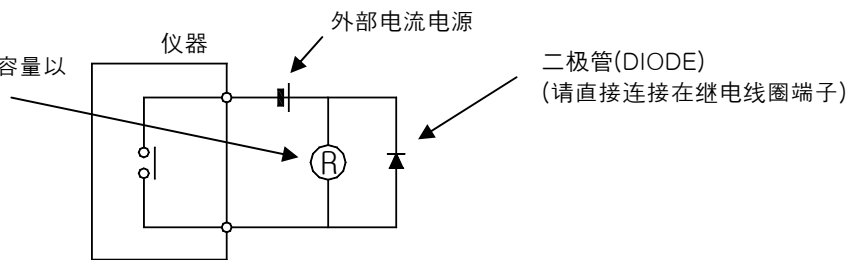 外部电流电源
仪器
容量以
二极管(DIODE)
(请直接连接在继电线圈端子)
R